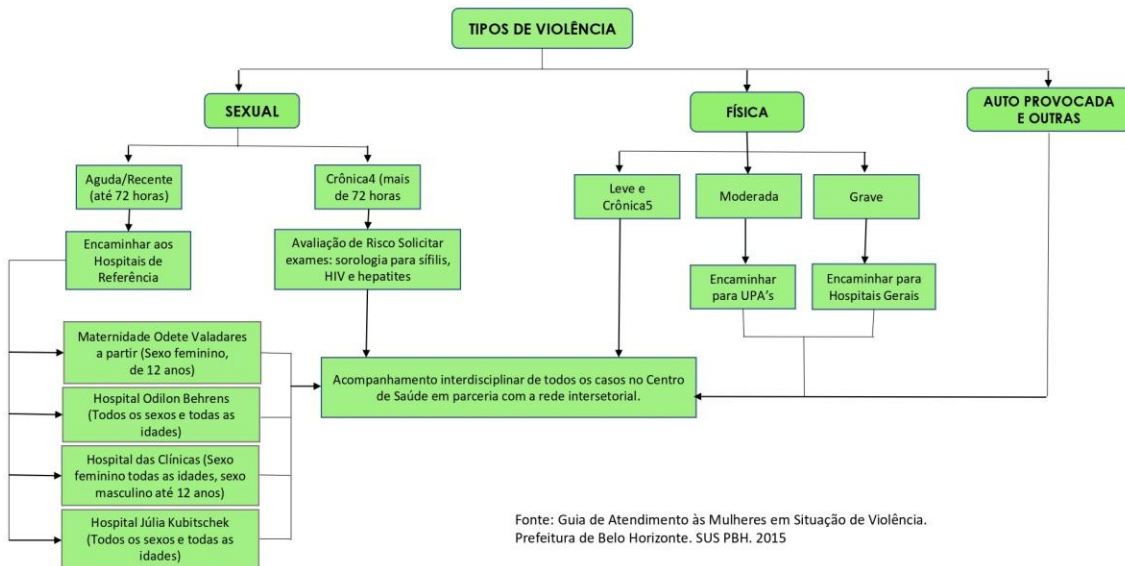 TIPOS DE VIOLÊNCIA
SEXUAL
FÍSICA
AUTO PROVOCADA
E OUTRAS
Aguda/Recente
(até 72 horas)
Crônica4 (mais
de 72 horas
Leve e
Crônica5
Moderada
Grave
Encaminhar aos
Hospitais de
Referência
Avaliação de Risco Solicitar
exames: sorologia para sífilis,
HIV e hepatites
Encaminhar
para UPA’s
Encaminhar para
Hospitais Gerais
Maternidade Odete Valadares
a partir (Sexo feminino,
de 12 anos)
Hospital Odilon Behrens
(Todos os sexos e todas as
idades)
Hospital das Clínicas (Sexo
feminino todas as idades, sexo
masculino até 12 anos)
Hospital Júlia Kubitschek
(Todos os sexos e todas as
idades)
Acompanhamento interdisciplinar de todos os casos no Centro
de Saúde em parceria com a rede intersetorial.
Fonte: Guia de Atendimento às Mulheres em Situação de Violência.
Prefeitura de Belo Horizonte. SUS PBH. 2015